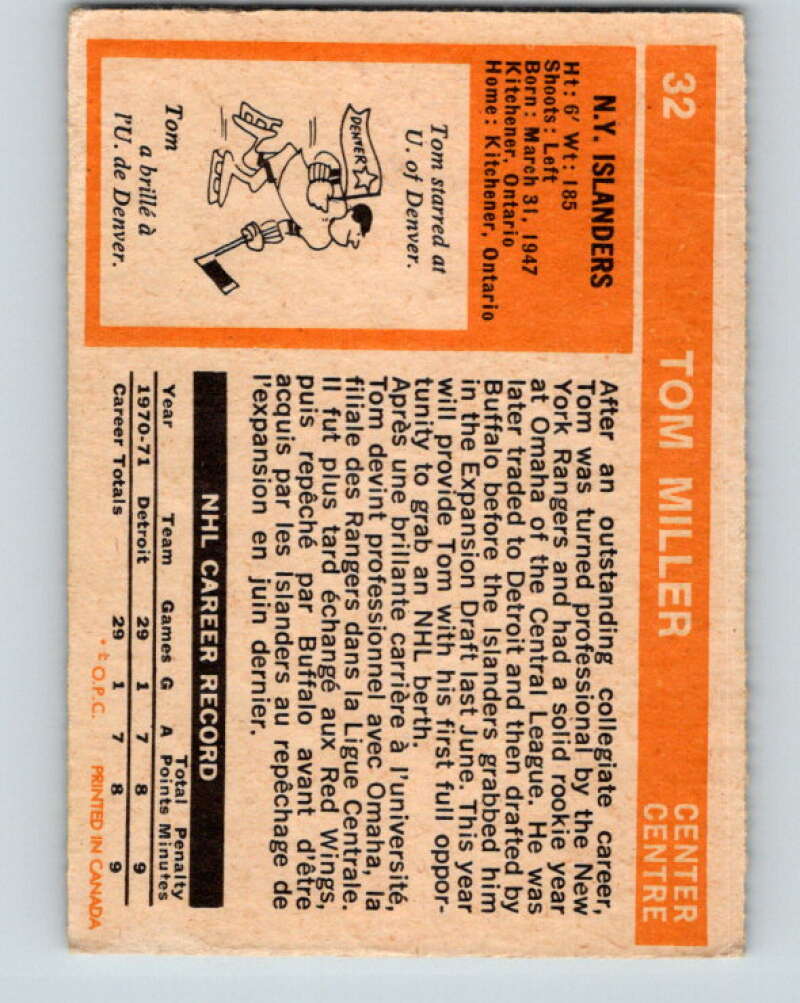 32
TOM MILLER
CENTER
CENTRE
N.Y. ISLANDERS
Ht: 6' Wt: 185
Shoots: Left
Born: March 31, 1947
Kitchener, Ontario
Home: Kitchener, Ontario
Tom starred at
U. of Denver.
DENVER
Tom
a brillé à
l'U. de Denver.
After an outstanding collegiate career,
Tom was turned professional by the New
York Rangers and had a solid rookie year
at Omaha of the Central League. He was
later traded to Detroit and then drafted by
Buffalo before the Islanders grabbed him
in the Expansion Draft last June. This year
will provide Tom with his first full oppor-
tunity to grab an NHL berth.
Après une brillante carrière à l'université,
Tom devint professionnel avec Omaha, la
filiale des Rangers dans la Ligue Centrale.
Il fut plus tard échangé aux Red Wings,
puis repêché par Buffalo avant d'être
acquis par les Islanders au repêchage de
l'expansion en juin dernier.
NHL CAREER RECORD
Total Penalty
Year Team Games G A Points Minutes
1970-71 Detroit 29 1 7 8 9
Career Totals 29 1 7 8 9
O.P.C. PRINTED IN CANADA